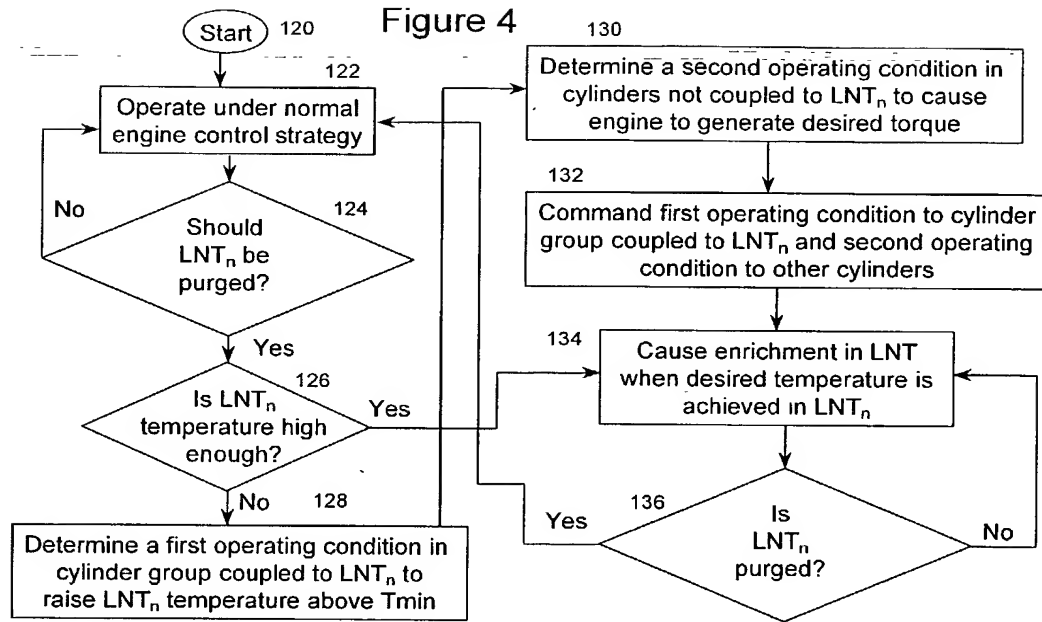 Figure 4
Start
120
122
Operate under normal
engine control strategy
No
124
Should
LNTn be
purged?
Yes
126
Is LNTn
temperature high
enough?
Yes
No
128
Determine a first operating condition in
cylinder group coupled to LNTn to
raise LNTn temperature above Tmin
130
Determine a second operating condition in
cylinders not coupled to LNTn to cause
engine to generate desired torque
132
Command first operating condition to cylinder
group coupled to LNTn and second operating
condition to other cylinders
134
Cause enrichment in LNT
when desired temperature is
achieved in LNTn
136
Yes
Is
LNTn
purged?
No